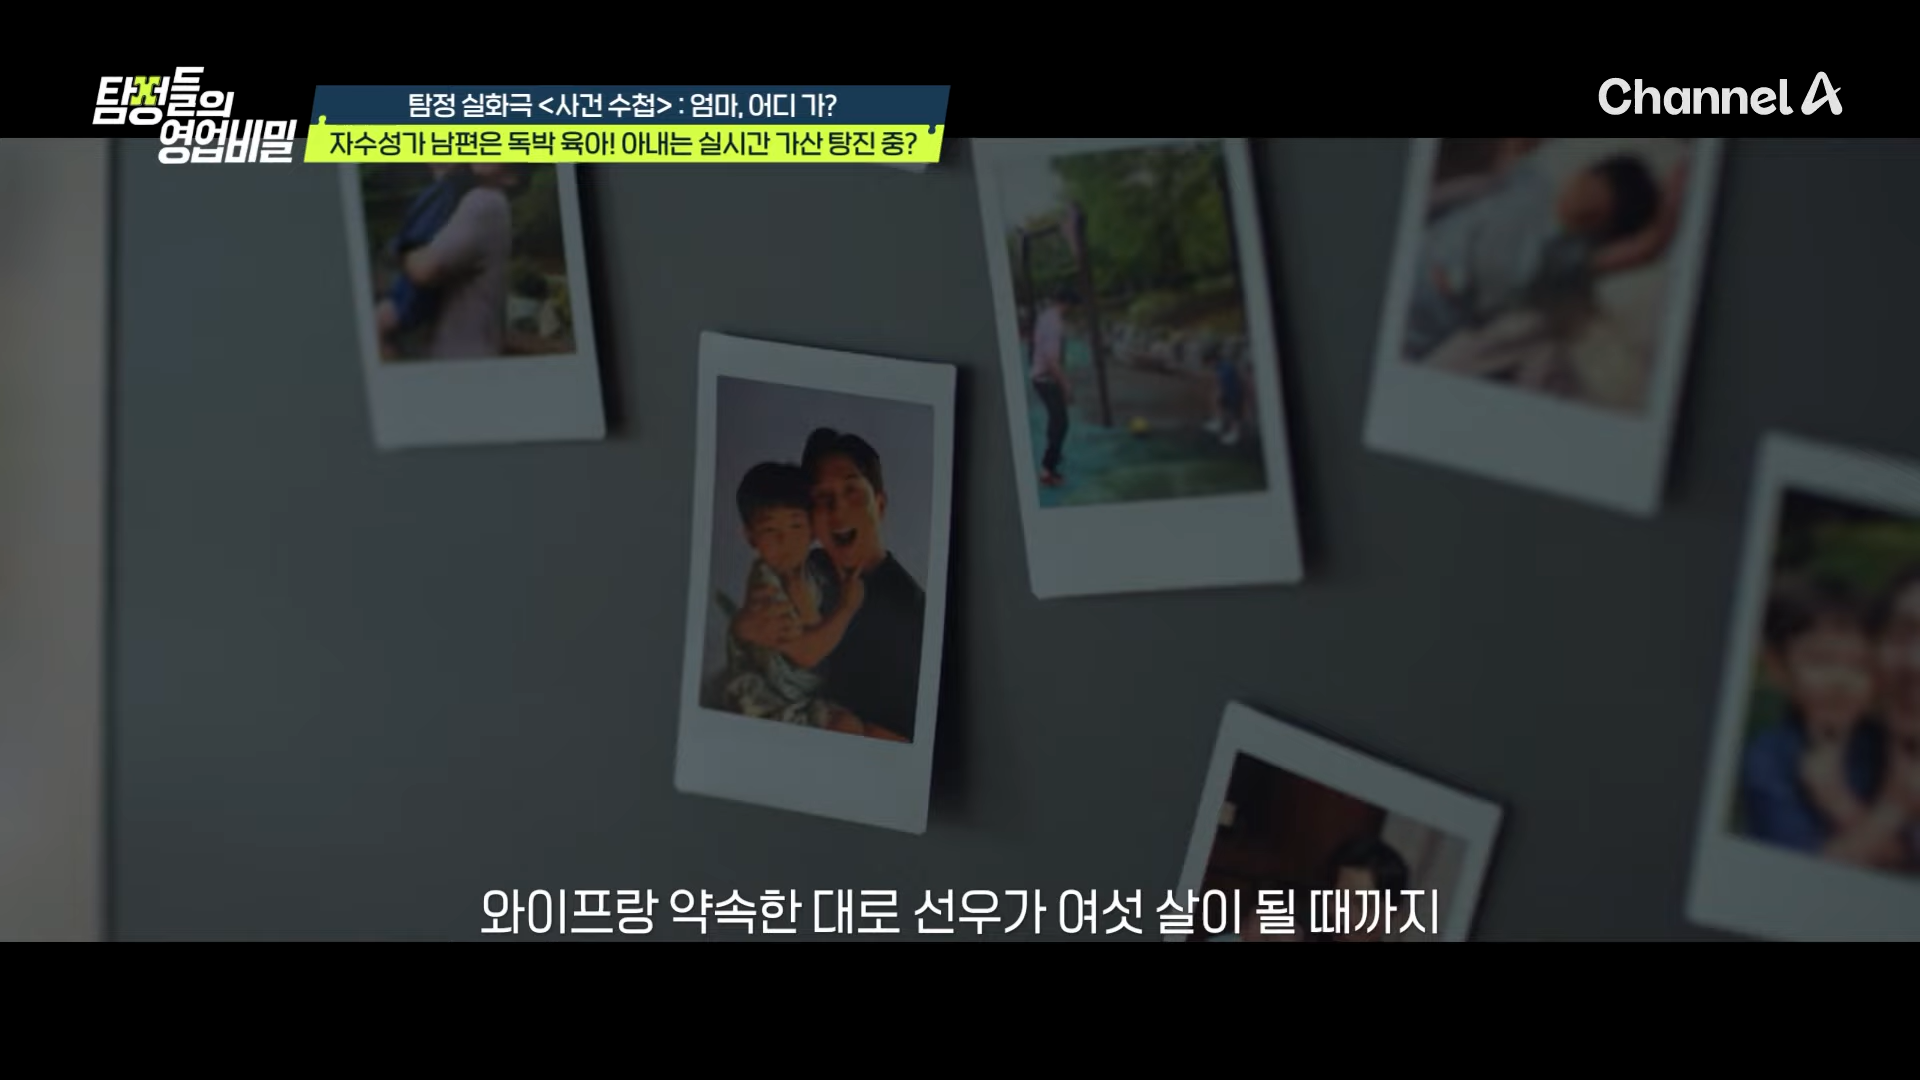 탐정들의
영업비밀
탐정 실화극 <사건 수첩> : 엄마, 어디 가?
자수성가 남편은 독박 육아! 아내는 실시간 가산 탕진 중?
Channel A
와이프랑 약속한 대로 선우가 여섯 살이 될 때까지